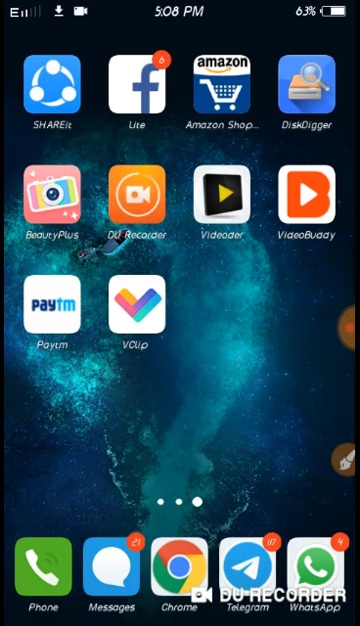 E 5:08 PM 63%
6
amazon
SHAREit Lite Amazon Shop... DiskDigger
BeautyPlus DU Recorder Videoder VideoBuddy
paytm
Paytm VClip
21 117 4
DU RECORDER
Phone Messages Chrome Telegram WhatsApp